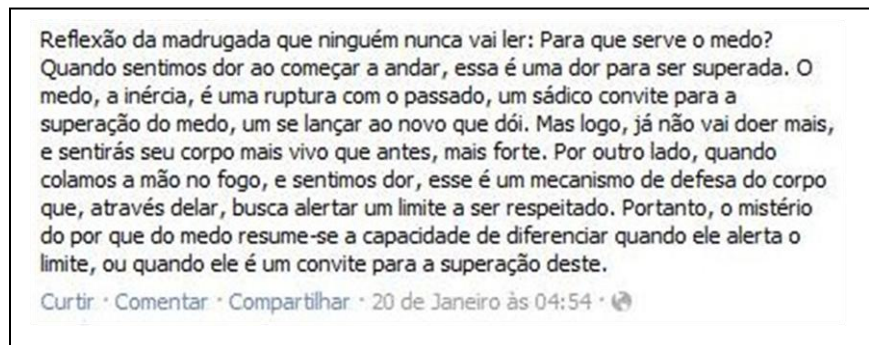 Reflexão da madrugada que ninguém nunca vai ler: Para que serve o medo?
Quando sentimos dor ao começar a andar, essa é uma dor para ser superada. O
medo, a inércia, é uma ruptura com o passado, um sádico convite para a
superação do medo, um se lançar ao novo que dói. Mas logo, já não vai doer mais,
e sentirás seu corpo mais vivo que antes, mais forte. Por outro lado, quando
colamos a mão no fogo, e sentimos dor, esse é um mecanismo de defesa do corpo
que, através delar, busca alertar um limite a ser respeitado. Portanto, o mistério
do por que do medo resume-se a capacidade de diferenciar quando ele alerta o
limite, ou quando ele é um convite para a superação deste.
Curtir · Comentar · Compartilhar · 20 de Janeiro às 04:54 ·